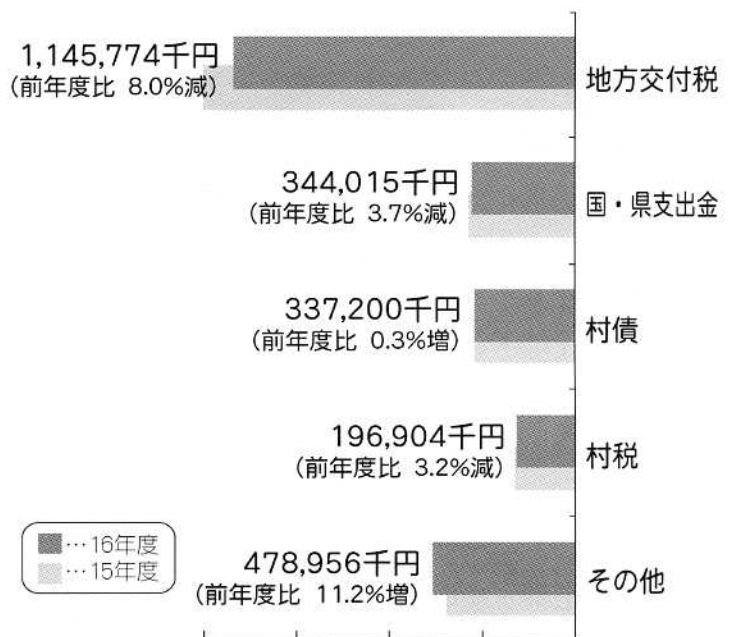 1,145,774千円
(前年度比 8.0%減)
地方交付税
344,015千円
(前年度比 3.7%減)
国・県支出金
337,200千円
(前年度比 0.3%増)
村債
196,904千円
(前年度比 3.2%減)
村税
478,956千円
(前年度比 11.2%増)
その他
…16年度
…15年度